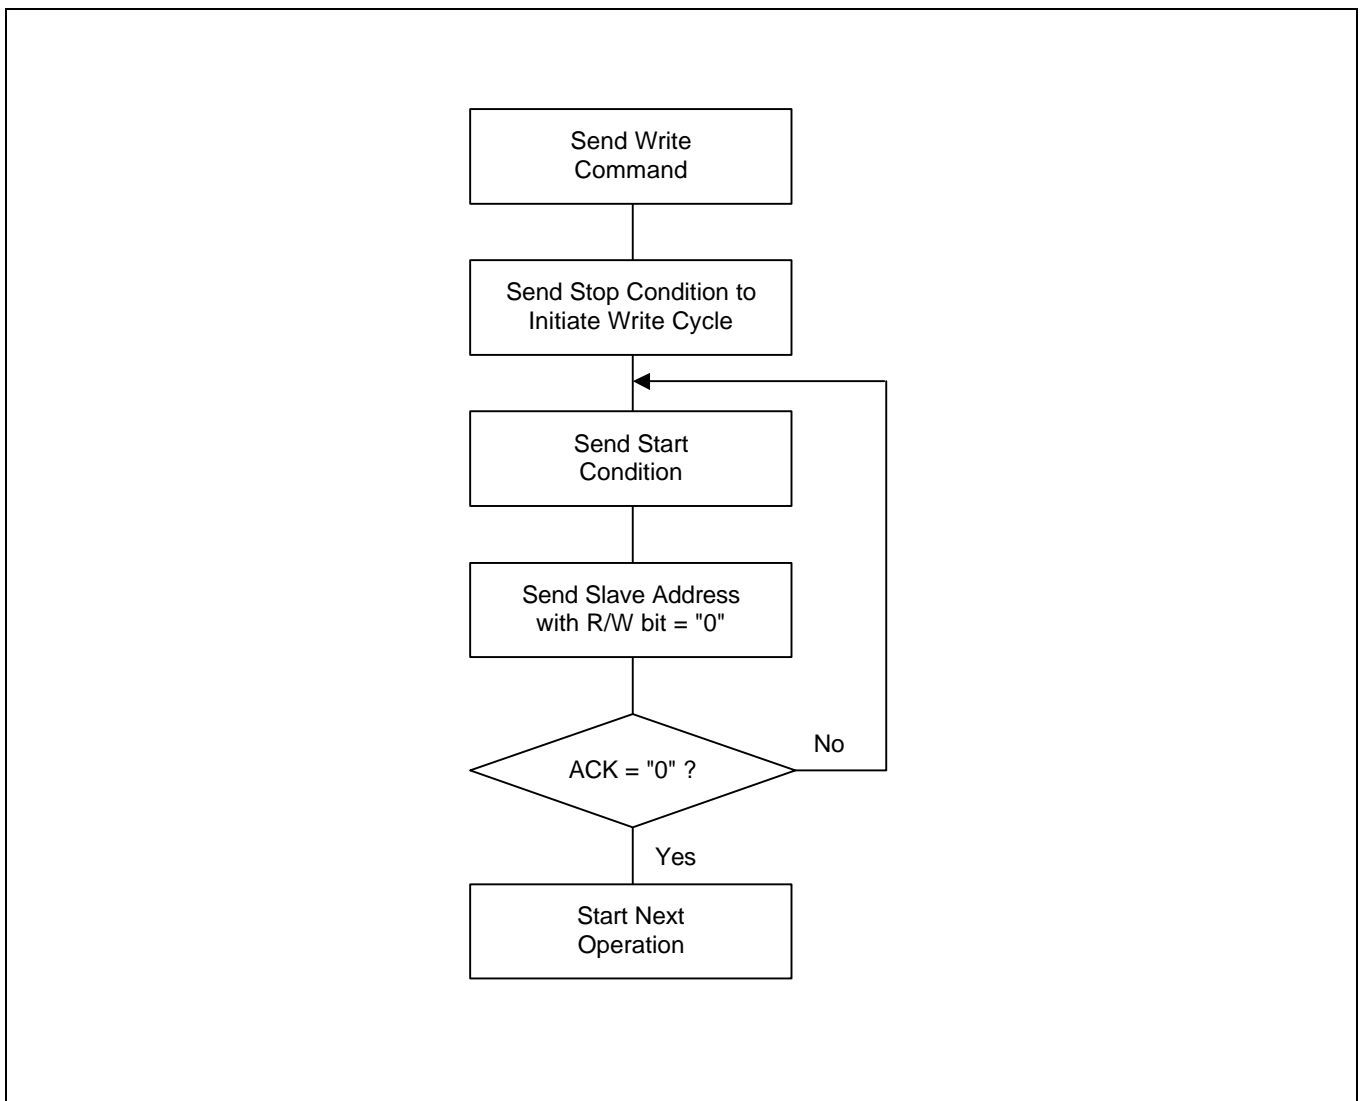 Send Write
Command
Send Stop Condition to
Initiate Write Cycle
Send Start
Condition
Send Slave Address
with R/W bit = "0"
ACK = "0" ?
No
Yes
Start Next
Operation